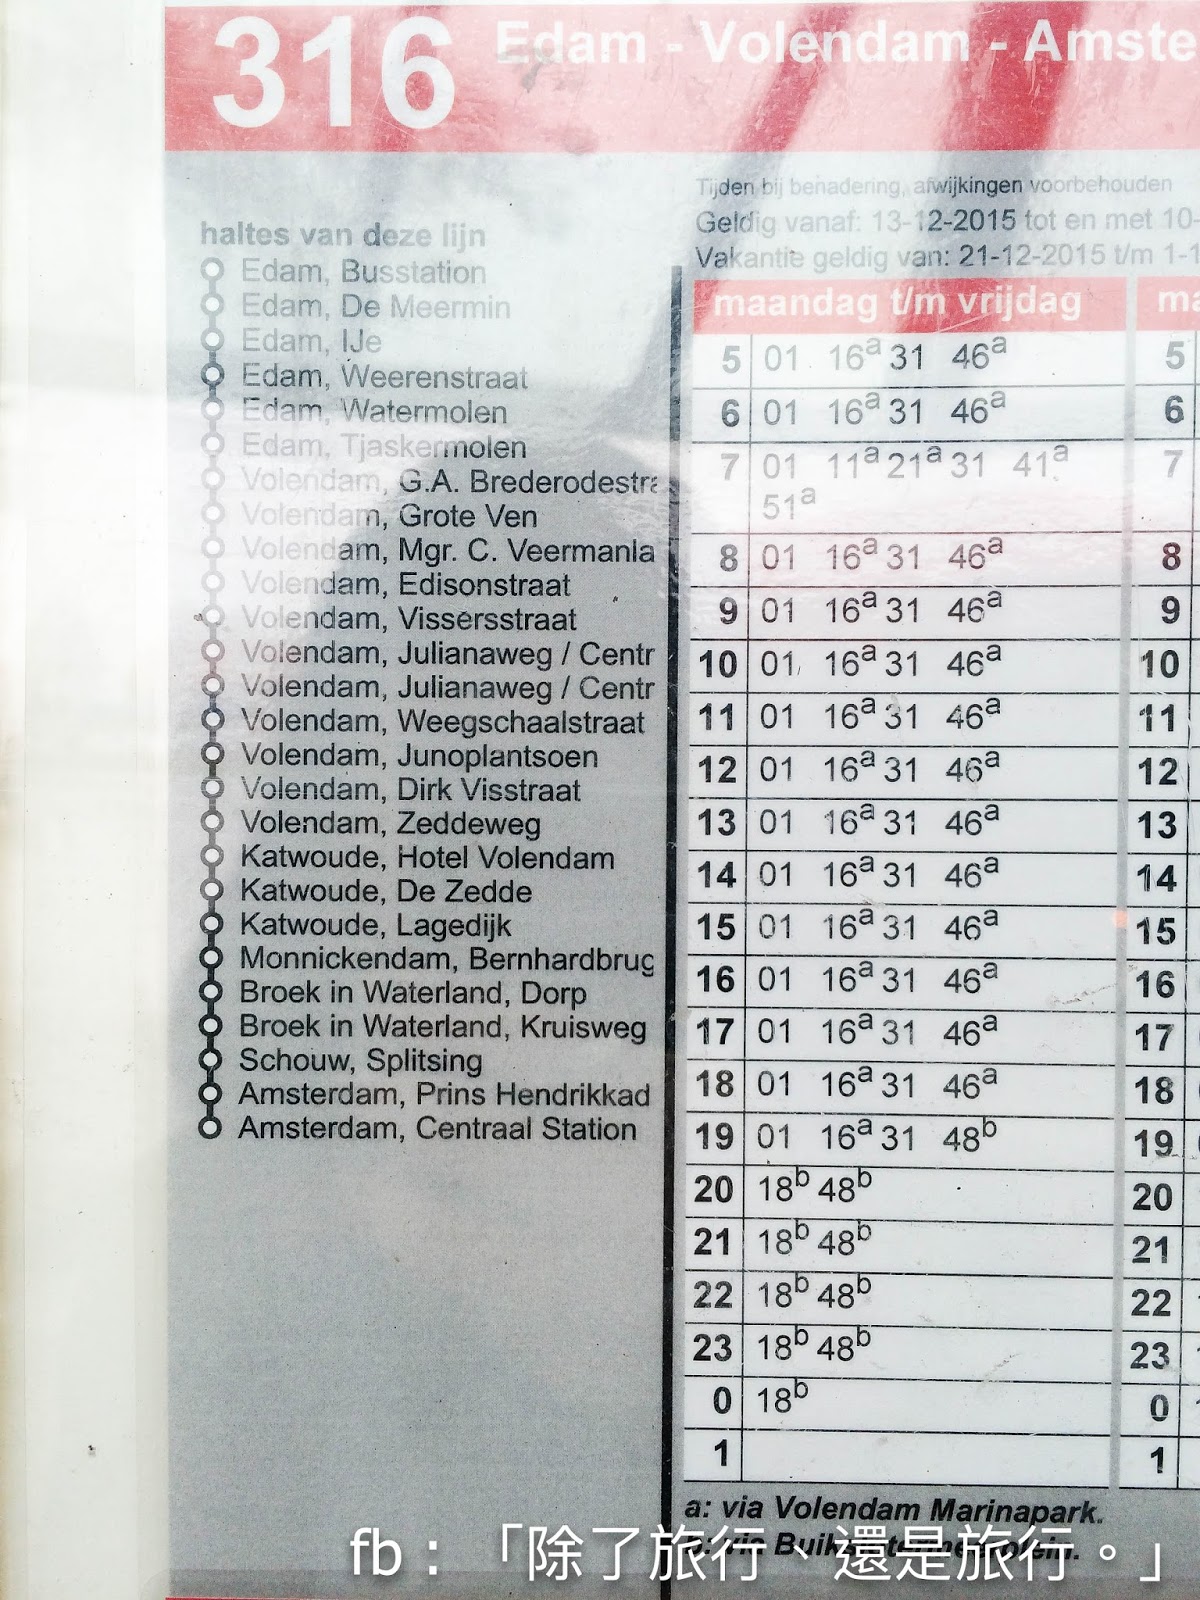 316 Edam - Volendam - Amste
Tijden bij benadering, afwijkingen voorbehouden
Geldig vanaf: 13-12-2015 tot en met 10-
Vakantie geldig van: 21-12-2015 t/m 1-1
haltes van deze lijn
Edam, Busstation
Edam, De Meermin
Edam, IJe
Edam, Weerenstraat
Edam, Watermolen
Edam, Tjaskermolen
Volendam, G.A. Brederodestra
Volendam, Grote Ven
Volendam, Mgr. C. Veermanla
Volendam, Edisonstraat
Volendam, Vissersstraat
Volendam, Julianaweg / Centr
Volendam, Julianaweg / Centr
Volendam, Weegschaalstraat
Volendam, Junoplantsoen
Volendam, Dirk Visstraat
Volendam, Zeddeweg
Katwoude, Hotel Volendam
Katwoude, De Zedde
Katwoude, Lagedijk
Monnickendam, Bernhardbrug
Broek in Waterland, Dorp
Broek in Waterland, Kruisweg
Schouw, Splitsing
Amsterdam, Prins Hendrikkad
Amsterdam, Centraal Station
maandag t/m vrijdag ma
5 01 16a 31 46a 5
6 01 16a 31 46a 6
7 01 11a 21a 31 41a 7
51a
8 01 16a 31 46a 8
9 01 16a 31 46a 9
10 01 16a 31 46a 10
11 01 16a 31 46a 11
12 01 16a 31 46a 12
13 01 16a 31 46a 13
14 01 16a 31 46a 14
15 01 16a 31 46a 15
16 01 16a 31 46a 16
17 01 16a 31 46a 17
18 01 16a 31 46a 18
19 01 16a 31 48b 19
20 18b 48b 20
21 18b 48b 21
22 18b 48b 22
23 18b 48b 23
0 18b 0
1 1
a: via Volendam Marinapark.
b: via
fb：「除了旅行、還是旅行。」